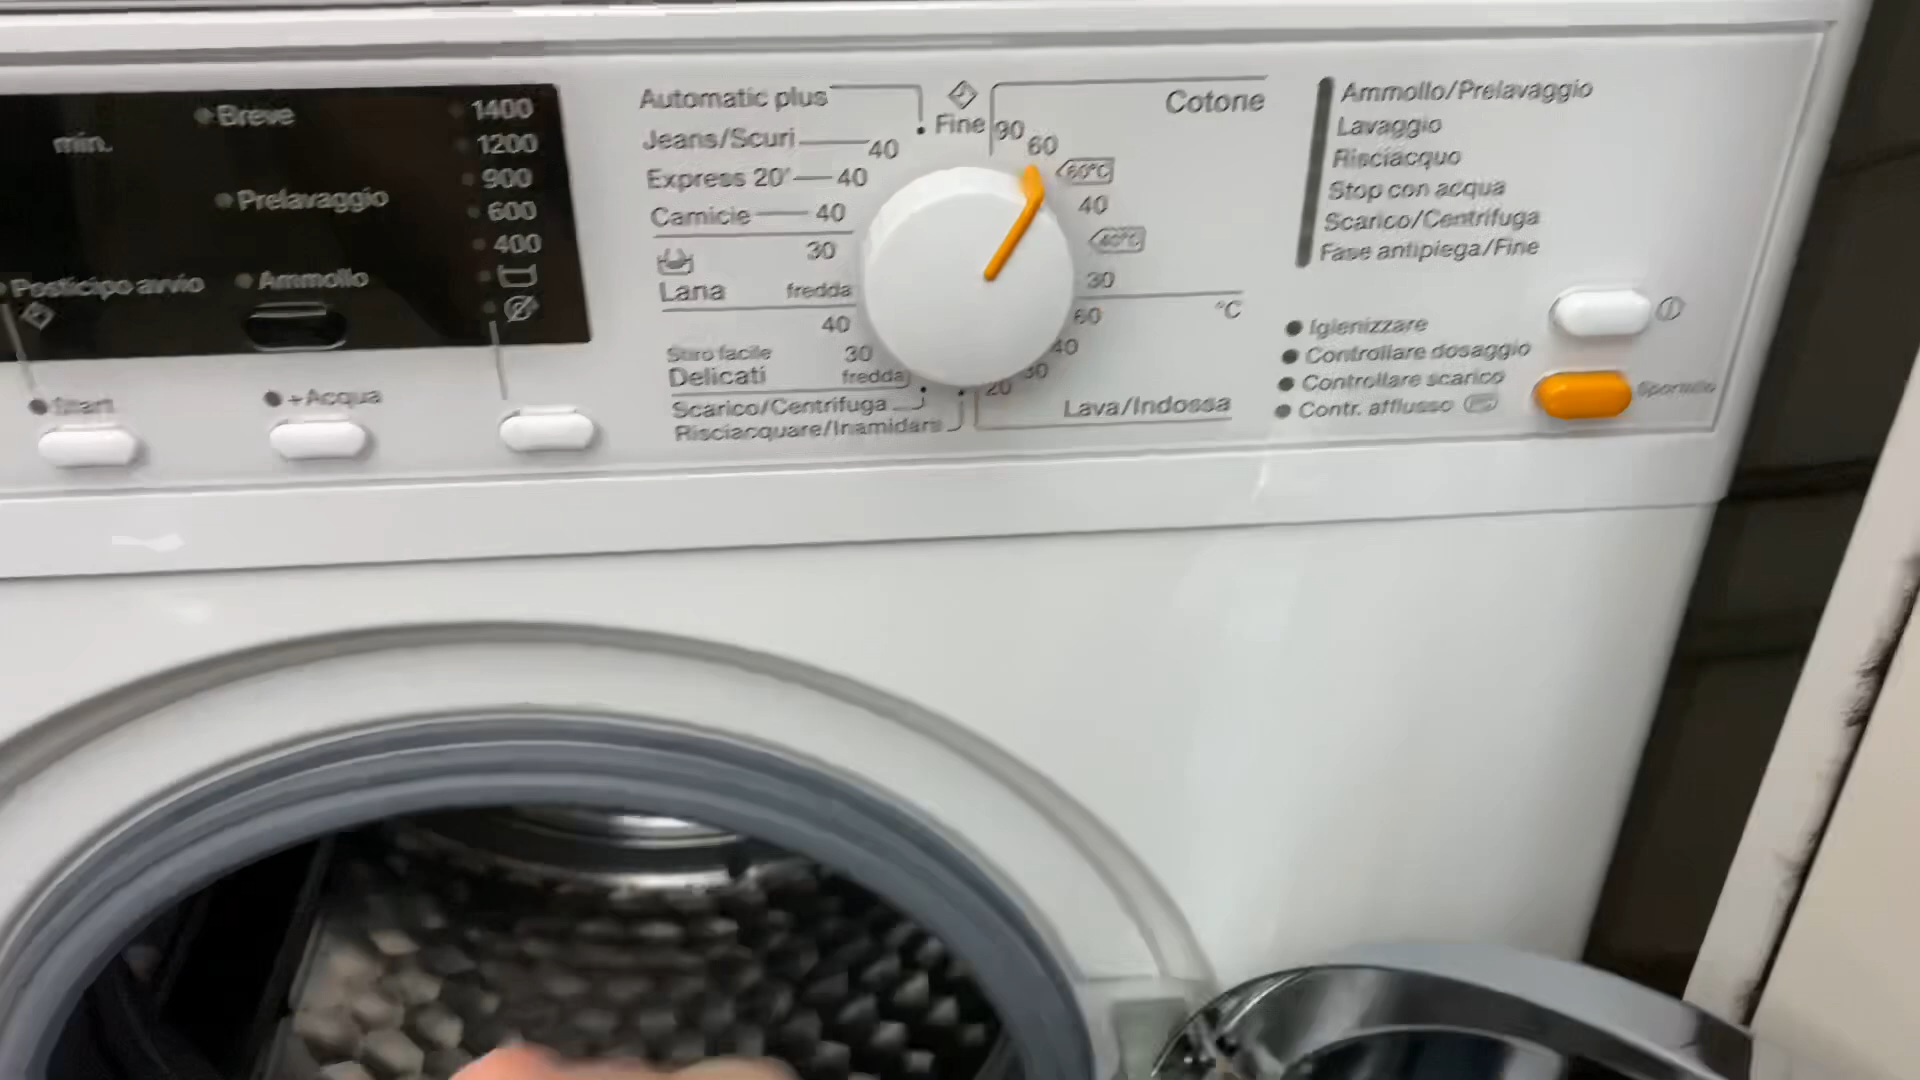 min.
Breve
Prelavaggio
Posticipo avvio
Ammollo
1400
1200
900
600
400
Start
+Acqua
Automatic plus
Jeans/Scuri 40
Express 20' 40
Camicie 40
30
Lana fredda
40
Stiro facile 30
Delicati fredda
Scarico/Centrifuga
Risciacquare/Inamidare
Fine
Cotone
90
60
60°C
40
40°C
30
°C
60
40
30
20
Lava/Indossa
Ammollo/Prelavaggio
Lavaggio
Risciacquo
Stop con acqua
Scarico/Centrifuga
Fase antipiega/Fine
Igienizzare
Controllare dosaggio
Controllare scarico
Contr. afflusso
Sportello